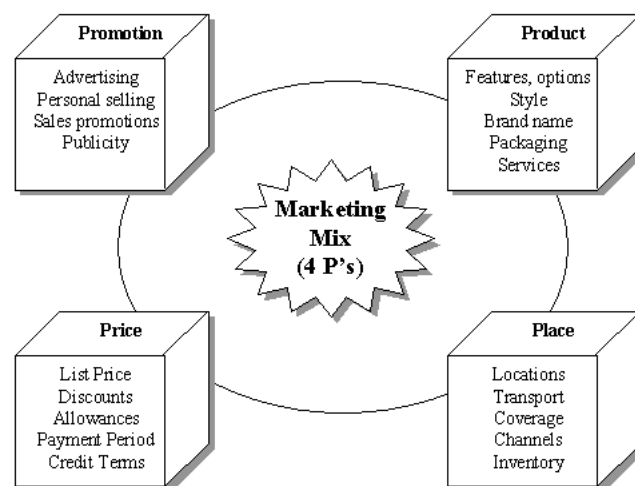 Promotion
Advertising
Personal selling
Sales promotions
Publicity
Product
Features, options
Style
Brand name
Packaging
Services
Marketing
Mix
(4 P's)
Price
List Price
Discounts
Allowances
Payment Period
Credit Terms
Place
Locations
Transport
Coverage
Channels
Inventory